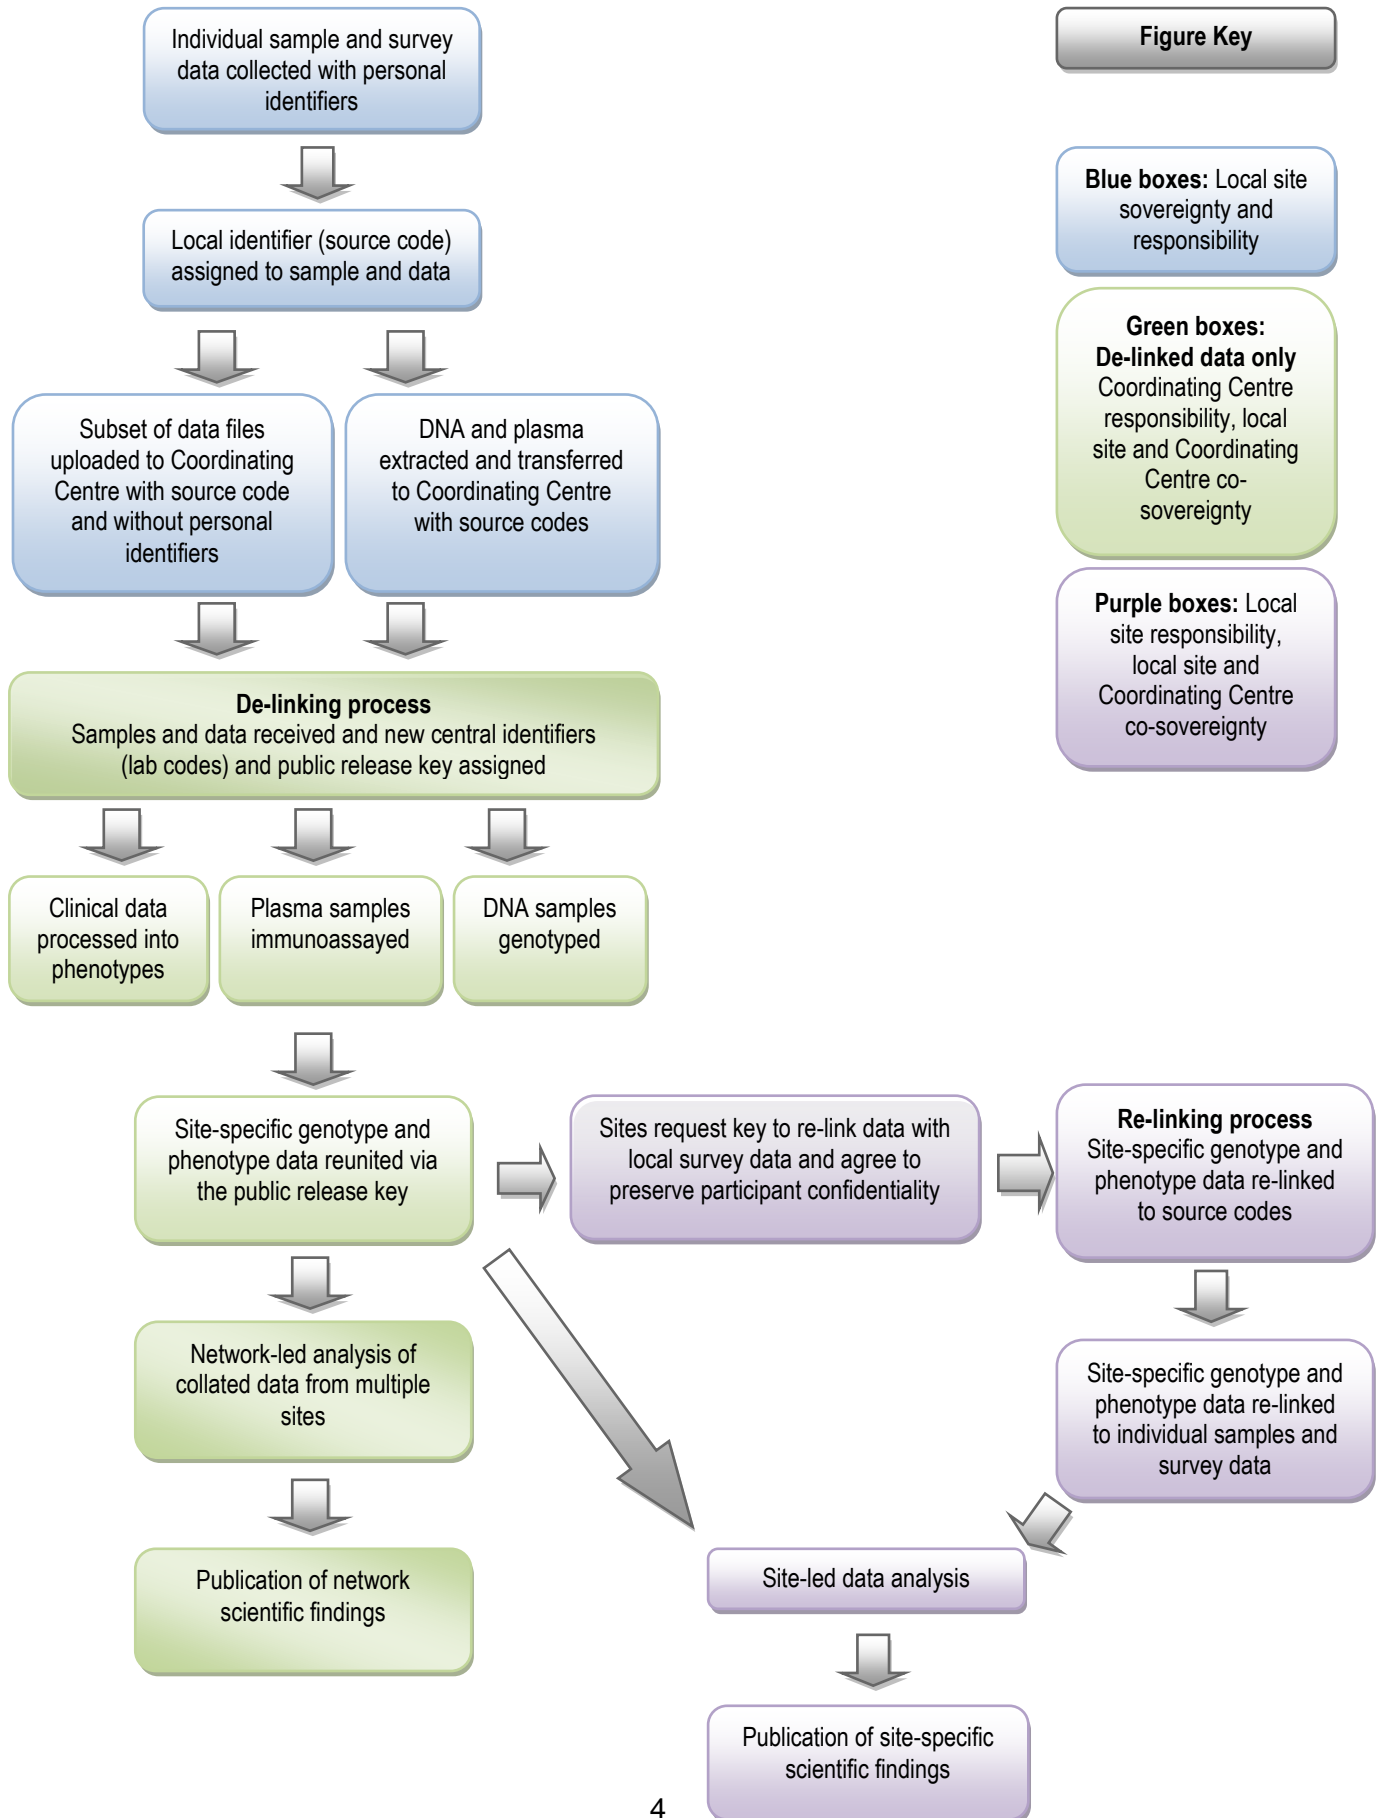 Individual sample and survey
data collected with personal
identifiers
Local identifier (source code)
assigned to sample and data
Subset of data files
uploaded to Coordinating
Centre with source code
and without personal
identifiers
DNA and plasma
extracted and transferred
to Coordinating Centre
with source codes
De-linking process
Samples and data received and new central identifiers
(lab codes) and public release key assigned
Clinical data
processed into
phenotypes
Plasma samples
immunoassayed
DNA samples
genotyped
Site-specific genotype and
phenotype data reunited via
the public release key
Sites request key to re-link data with
local survey data and agree to
preserve participant confidentiality
Re-linking process
Site-specific genotype and
phenotype data re-linked
to source codes
Network-led analysis of
collated data from multiple
sites
Site-specific genotype and
phenotype data re-linked
to individual samples and
survey data
Publication of network
scientific findings
Site-led data analysis
Publication of site-specific
scientific findings
Figure Key
Blue boxes: Local site
sovereignty and
responsibility
Green boxes:
De-linked data only
Coordinating Centre
responsibility, local
site and Coordinating
Centre co-
sovereignty
Purple boxes: Local
site responsibility,
local site and
Coordinating Centre
co-sovereignty
4